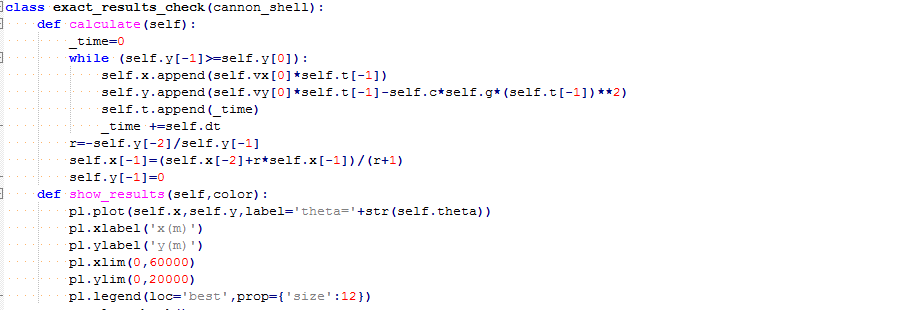 class exact_results_check(cannon_shell):
    def calculate(self):
        _time=0
        while (self.y[-1]>=self.y[0]):
            self.x.append(self.vx[0]*self.t[-1])
            self.y.append(self.vy[0]*self.t[-1]-self.c*self.g*(self.t[-1])**2)
            self.t.append(_time)
            _time +=self.dt
        r=-self.y[-2]/self.y[-1]
        self.x[-1]=(self.x[-2]+r*self.x[-1])/(r+1)
        self.y[-1]=0
    def show_results(self,color):
        pl.plot(self.x,self.y,label='theta='+str(self.theta))
        pl.xlabel('x(m)')
        pl.ylabel('y(m)')
        pl.xlim(0,60000)
        pl.ylim(0,20000)
        pl.legend(loc='best',prop={'size':12})